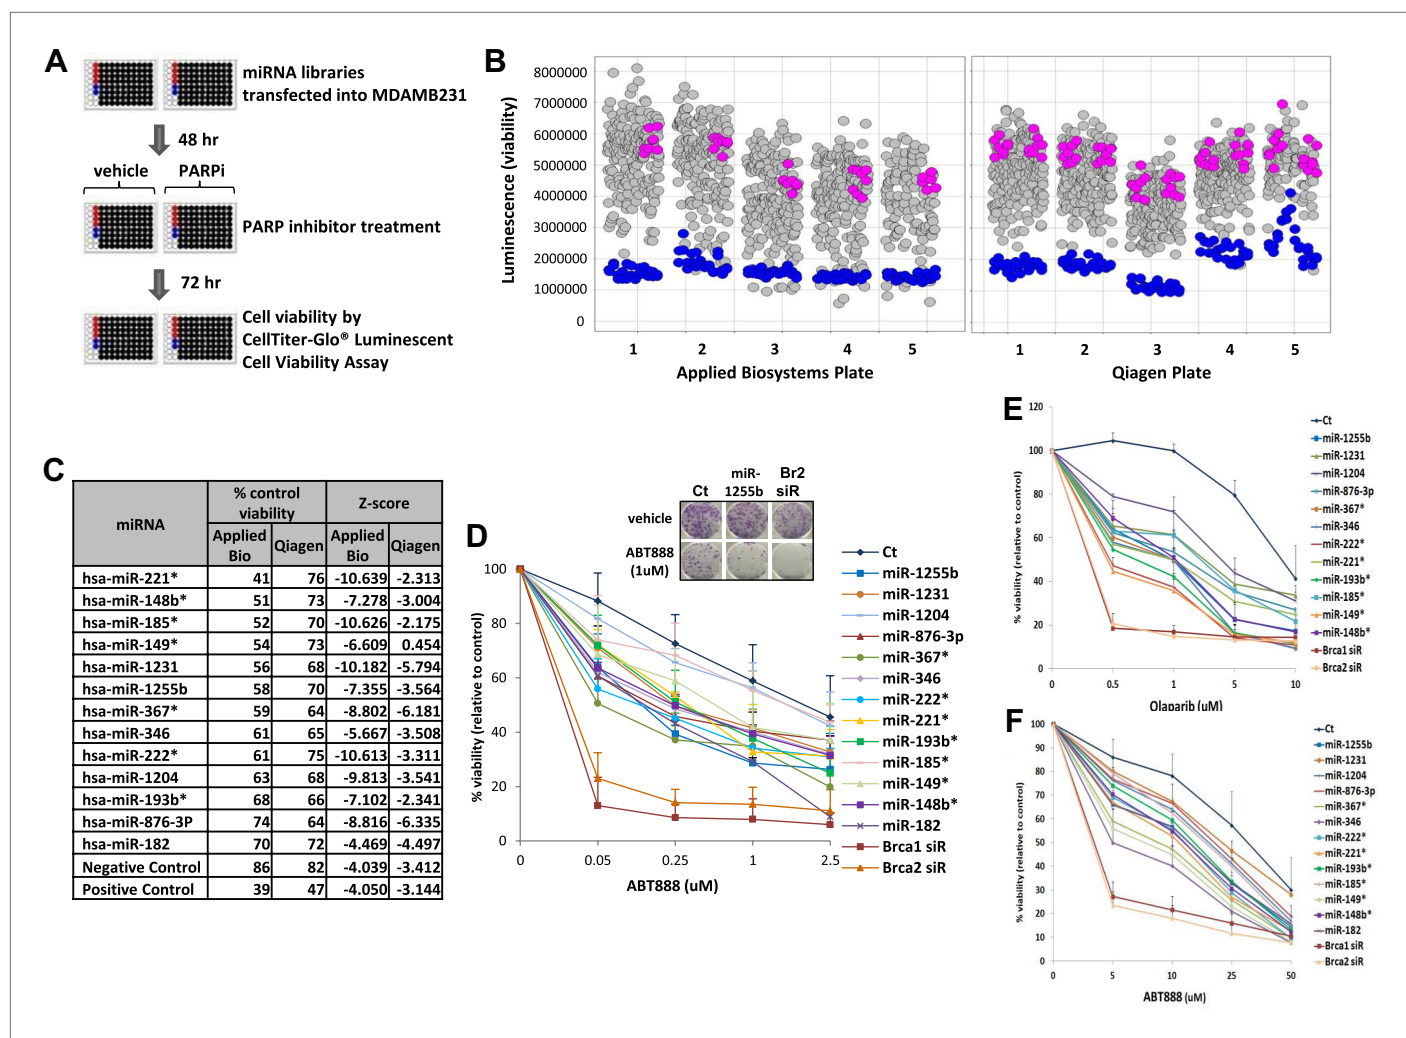 A
miRNA libraries
transfected into MDAMB231
48 hr
vehicle PARPi
PARP inhibitor treatment
72 hr
Cell viability by
CellTiter-Glo® Luminescent
Cell Viability Assay
B
Luminescence (viability)
8000000
7000000
6000000
5000000
4000000
3000000
2000000
1000000
0
1 2 3 4 5
Applied Biosystems Plate
1 2 3 4 5
Qiagen Plate
C
miRNA % control viability Z-score
Applied Bio Qiagen Applied Bio Qiagen
hsa-miR-221* 41 76 -10.639 -2.313
hsa-miR-148b* 51 73 -7.278 -3.004
hsa-miR-185* 52 70 -10.626 -2.175
hsa-miR-149* 54 73 -6.609 0.454
hsa-miR-1231 56 68 -10.182 -5.794
hsa-miR-1255b 58 70 -7.355 -3.564
hsa-miR-367* 59 64 -8.802 -6.181
hsa-miR-346 61 65 -5.667 -3.508
hsa-miR-222* 61 75 -10.613 -3.311
hsa-miR-1204 63 68 -9.813 -3.541
hsa-miR-193b* 68 66 -7.102 -2.341
hsa-miR-876-3P 74 64 -8.816 -6.335
hsa-miR-182 70 72 -4.469 -4.497
Negative Control 86 82 -4.039 -3.412
Positive Control 39 47 -4.050 -3.144
D
Ct miR-1255b Br2 siR
vehicle
ABT888
(1uM)
% viability (relative to control)
100
80
60
40
20
0
0 0.05 0.25 1 2.5
ABT888 (uM)
Ct
miR-1255b
miR-1231
miR-1204
miR-876-3p
miR-367*
miR-346
miR-222*
miR-221*
miR-193b*
miR-185*
miR-149*
miR-148b*
miR-182
Brca1 siR
Brca2 siR
E
% viability (relative to control)
120
100
80
60
40
20
0
0 0.5 1 5 10
Olaparib (uM)
Ct
miR-1255b
miR-1231
miR-1204
miR-876-3p
miR-367*
miR-346
miR-222*
miR-221*
miR-193b*
miR-185*
miR-149*
miR-148b*
Brca1 siR
Brca2 siR
F
% viability (relative to control)
100
90
80
70
60
50
40
30
20
10
0
0 5 10 25 50
ABT888 (uM)
Ct
miR-1255b
miR-1231
miR-1204
miR-876-3p
miR-367*
miR-346
miR-222*
miR-221*
miR-193b*
miR-185*
miR-149*
miR-148b*
miR-182
Brca1 siR
Brca2 siR